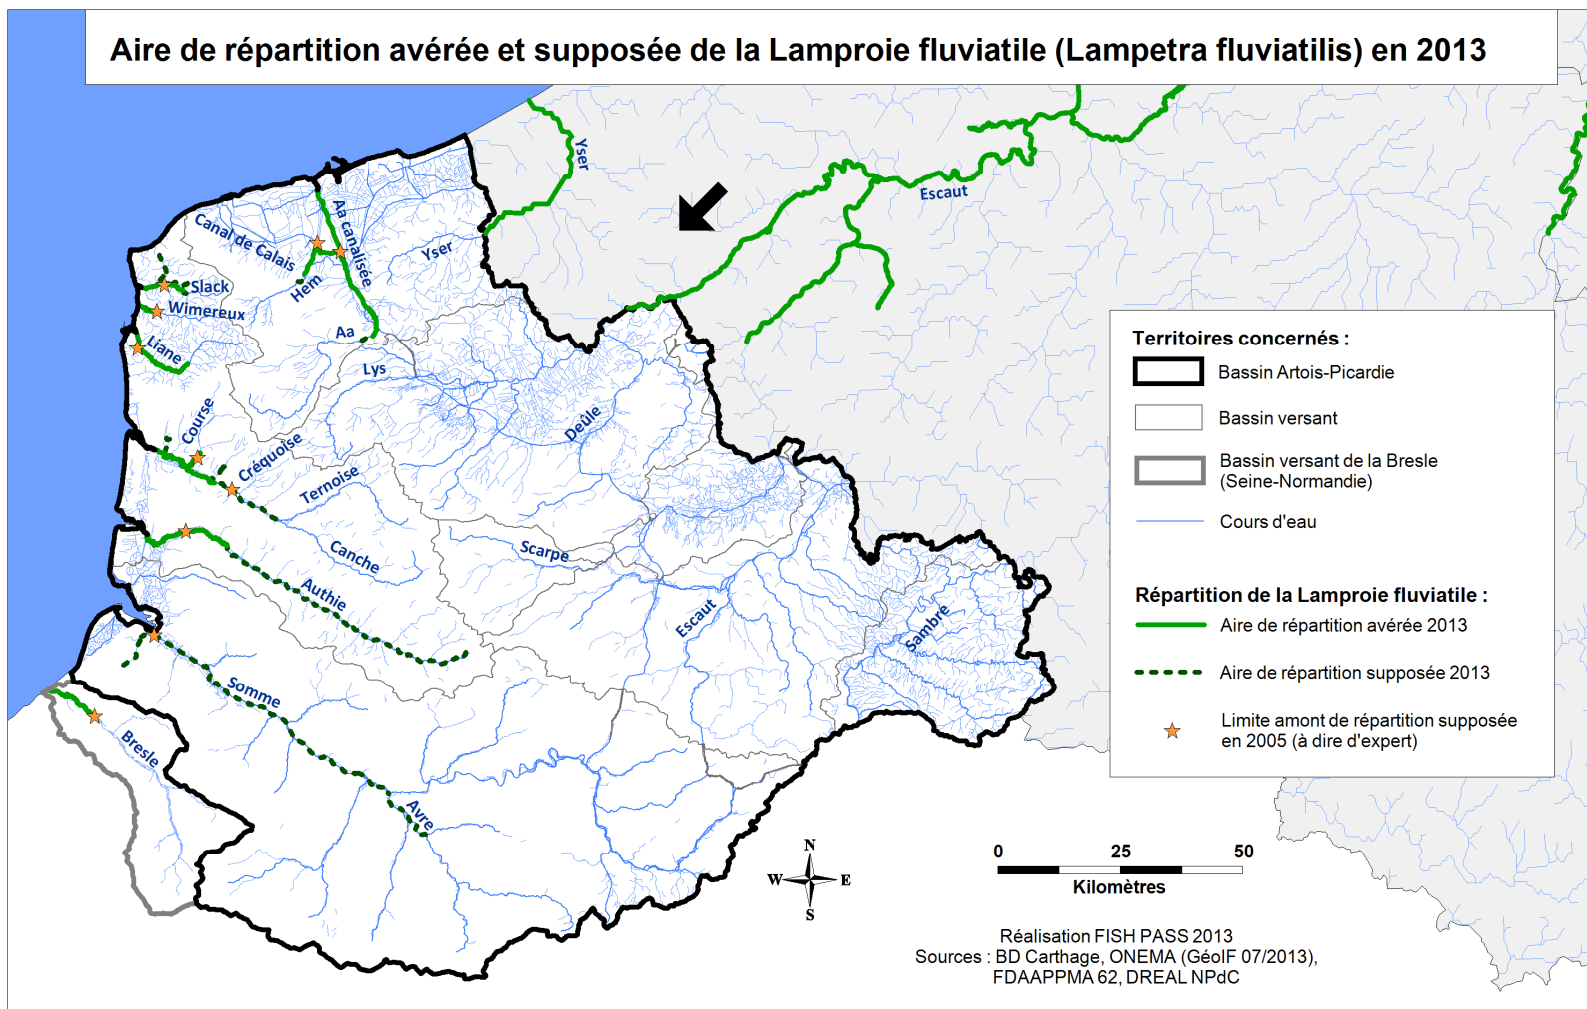 Aire de répartition avérée et supposée de la Lamproie fluviatile (Lampetra fluviatilis) en 2013
Yser
Escaut
Aa canalisée
Canal de Calais
Yser
Hem
Slack
Wimereux
Aa
Liane
Lys
Course
Deûle
Créquoise
Ternoise
Canche
Scarpe
Authie
Escaut
Sambre
Somme
Bresle
Avre
Territoires concernés :
Bassin Artois-Picardie
Bassin versant
Bassin versant de la Bresle
(Seine-Normandie)
Cours d'eau
Répartition de la Lamproie fluviatile :
Aire de répartition avérée 2013
Aire de répartition supposée 2013
Limite amont de répartition supposée
en 2005 (à dire d'expert)
N
W E
S
0 25 50
Kilomètres
Réalisation FISH PASS 2013
Sources : BD Carthage, ONEMA (GéoIF 07/2013),
FDAAPPMA 62, DREAL NPdC